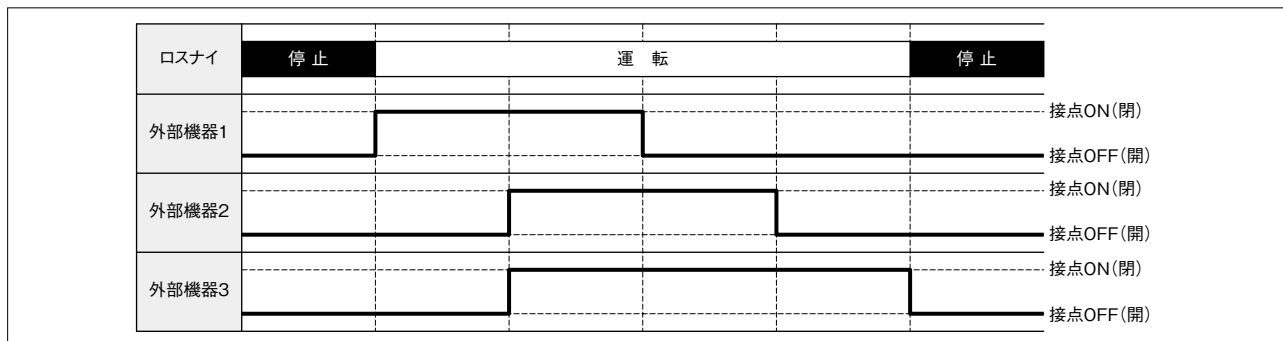 ロスナイ
停止
運 転
停止
外部機器1
接点ON(閉)
接点OFF(開)
外部機器2
接点ON(閉)
接点OFF(開)
外部機器3
接点ON(閉)
接点OFF(開)